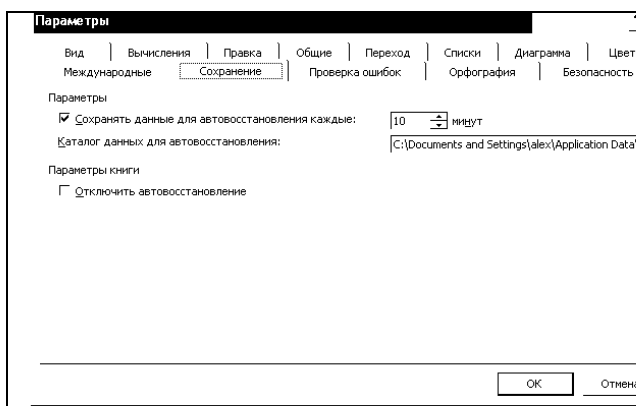 Параметры
Вид Вычисления Правка Общие Переход Списки Диаграмма Цвет
Международные Сохранение Проверка ошибок Орфография Безопасность
Параметры
Сохранять данные для автовосстановления каждые: 10 минут
Каталог данных для автовосстановления: C:\Documents and Settings\alex\Application Data\
Параметры книги
Отключить автовосстановление
OK Отмена